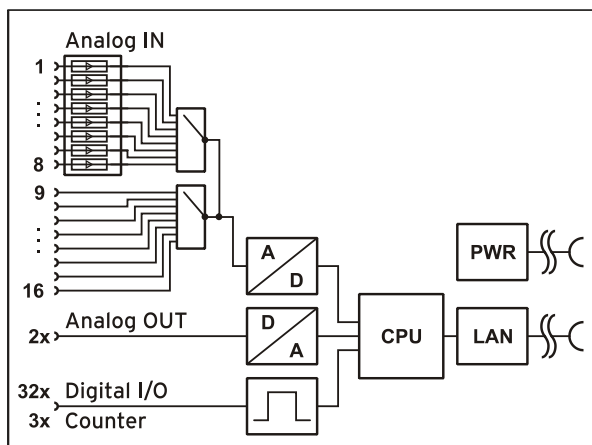 Analog IN
1
⋮
8
9
⋮
16
A
D
PWR
2x Analog OUT
D
A
CPU
LAN
32x Digital I/O
3x Counter